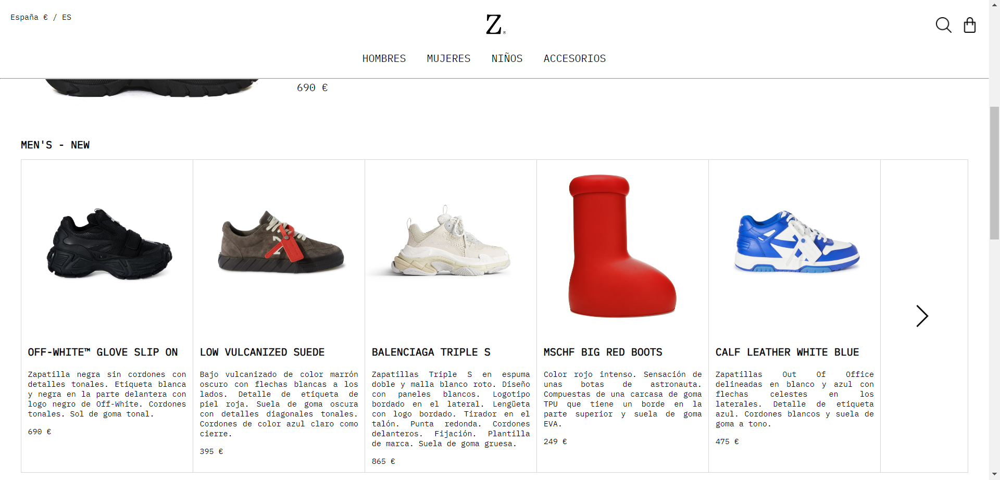 España € / ES
Z®
HOMBRES MUJERES NIÑOS ACCESORIOS
690 €
MEN'S - NEW
OFF-WHITE™ GLOVE SLIP ON
Zapatilla negra sin cordones con
detalles tonales. Etiqueta blanca
y negra en la parte delantera con
logo negro de Off-White. Cordones
tonales. Sol de goma tonal.
690 €
LOW VULCANIZED SUEDE
Bajo vulcanizado de color marrón
oscuro con flechas blancas a los
lados. Detalle de etiqueta de
piel roja. Suela de goma oscura
con detalles diagonales tonales.
Cordones de color azul claro como
cierre.
395 €
BALENCIAGA TRIPLE S
Zapatillas Triple S en espuma
doble y malla blanco roto. Diseño
con paneles blancos. Logotipo
bordado en el lateral. Lengüeta
con logo bordado. Tirador en el
talón. Punta redonda. Cordones
delanteros. Fijación. Plantilla
de marca. Suela de goma gruesa.
865 €
MSCHF BIG RED BOOTS
Color rojo intenso. Sensación de
unas botas de astronauta.
Compuestas de una carcasa de goma
TPU que tiene un borde en la
parte superior y suela de goma
EVA.
249 €
CALF LEATHER WHITE BLUE
Zapatillas Out Of Office
delineadas en blanco y azul con
flechas celestes en los
laterales. Detalle de etiqueta
azul. Cordones blancos y suela de
goma a tono.
475 €